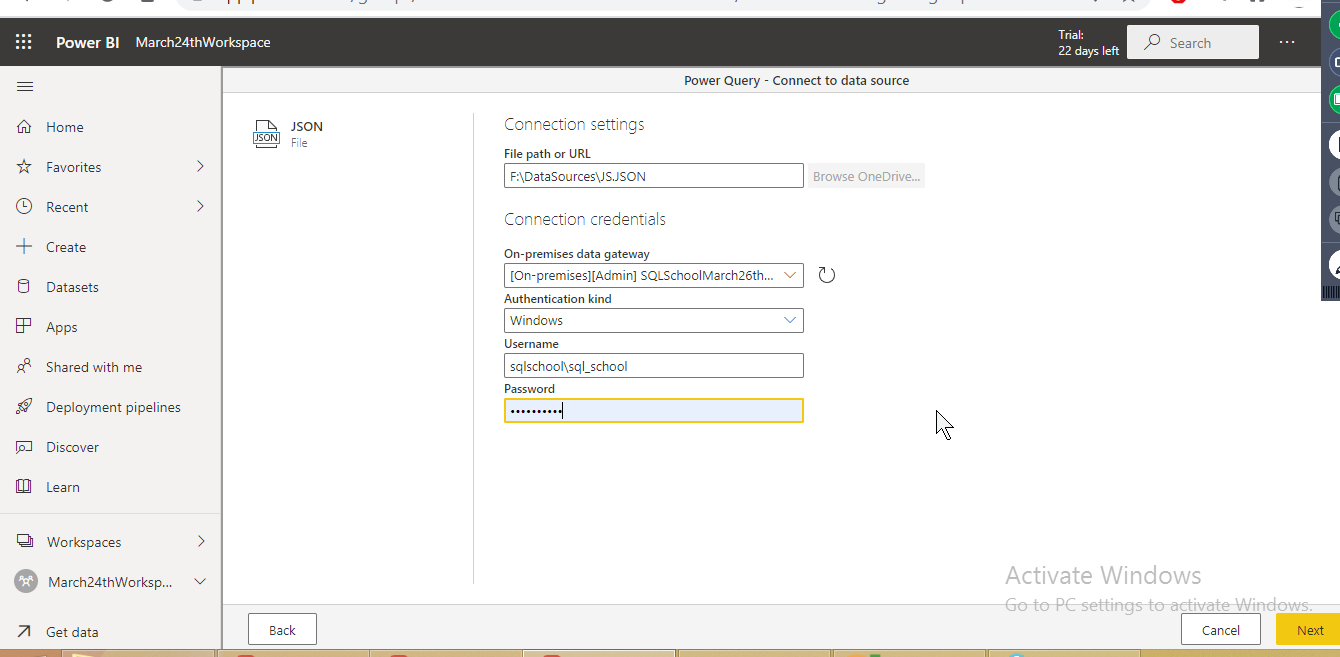 Power BI March24thWorkspace
Trial:
22 days left
Search
Power Query - Connect to data source
Home
Favorites
Recent
Create
Datasets
Apps
Shared with me
Deployment pipelines
Discover
Learn
Workspaces
March24thWorksp...
Get data
JSON
JSON
File
Connection settings
File path or URL
F:\DataSources\JS.JSON
Browse OneDrive...
Connection credentials
On-premises data gateway
[On-premises][Admin] SQLSchoolMarch26th...
Authentication kind
Windows
Username
sqlschool\sql_school
Password
••••••••••
Activate Windows
Go to PC settings to activate Windows.
Back
Cancel
Next